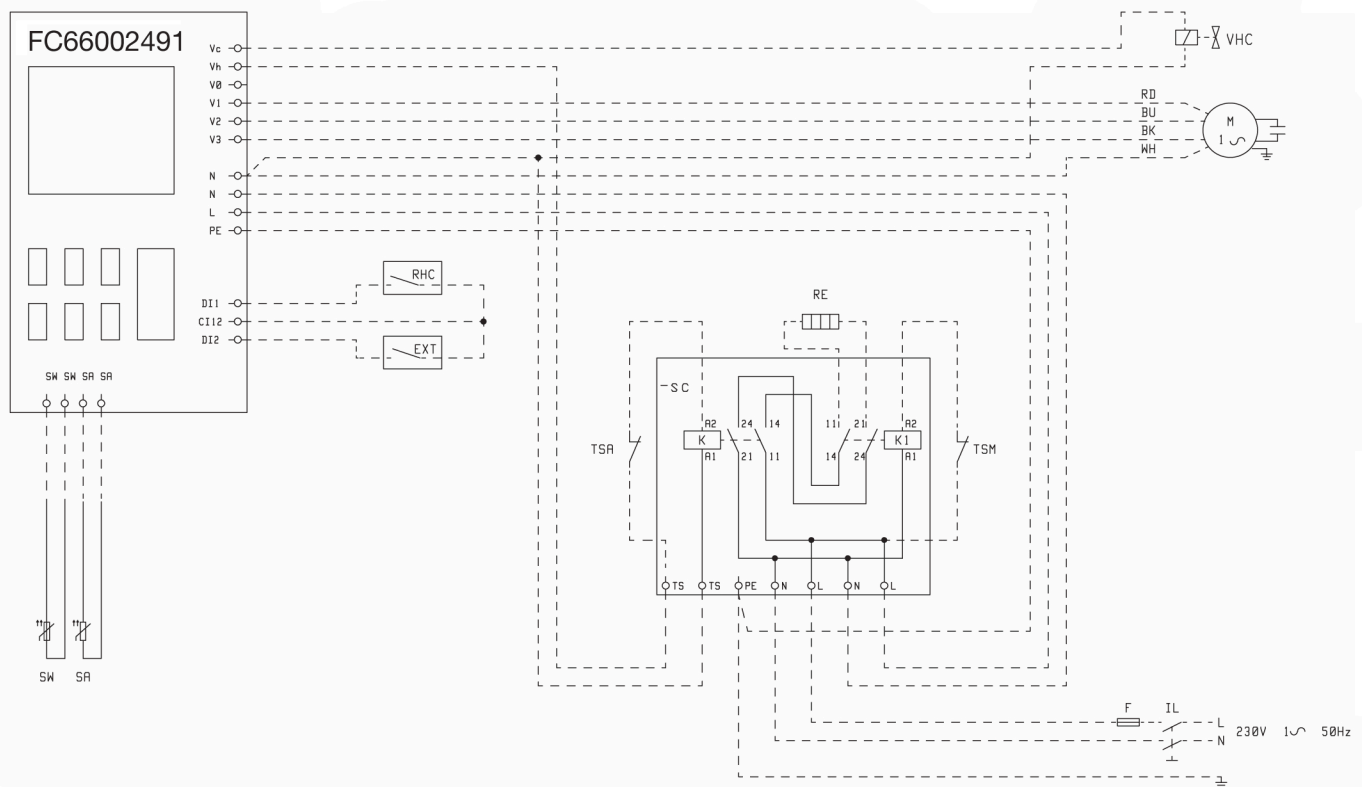 FC66002491
Vc
Vh
VHC
V0
V1
RD
V2
BU
M
V3
BK
1
WH
N
N
L
PE
RHC
DI1
CI12
DI2
EXT
RE
SW SW SA SA
-SC
A2 24 14 11 21 A2
TSA
K
K1
TSM
A1 21 11 14 24 A1
TS TS PE N L N L
SW SA
F IL
L
230V 1 50Hz
N